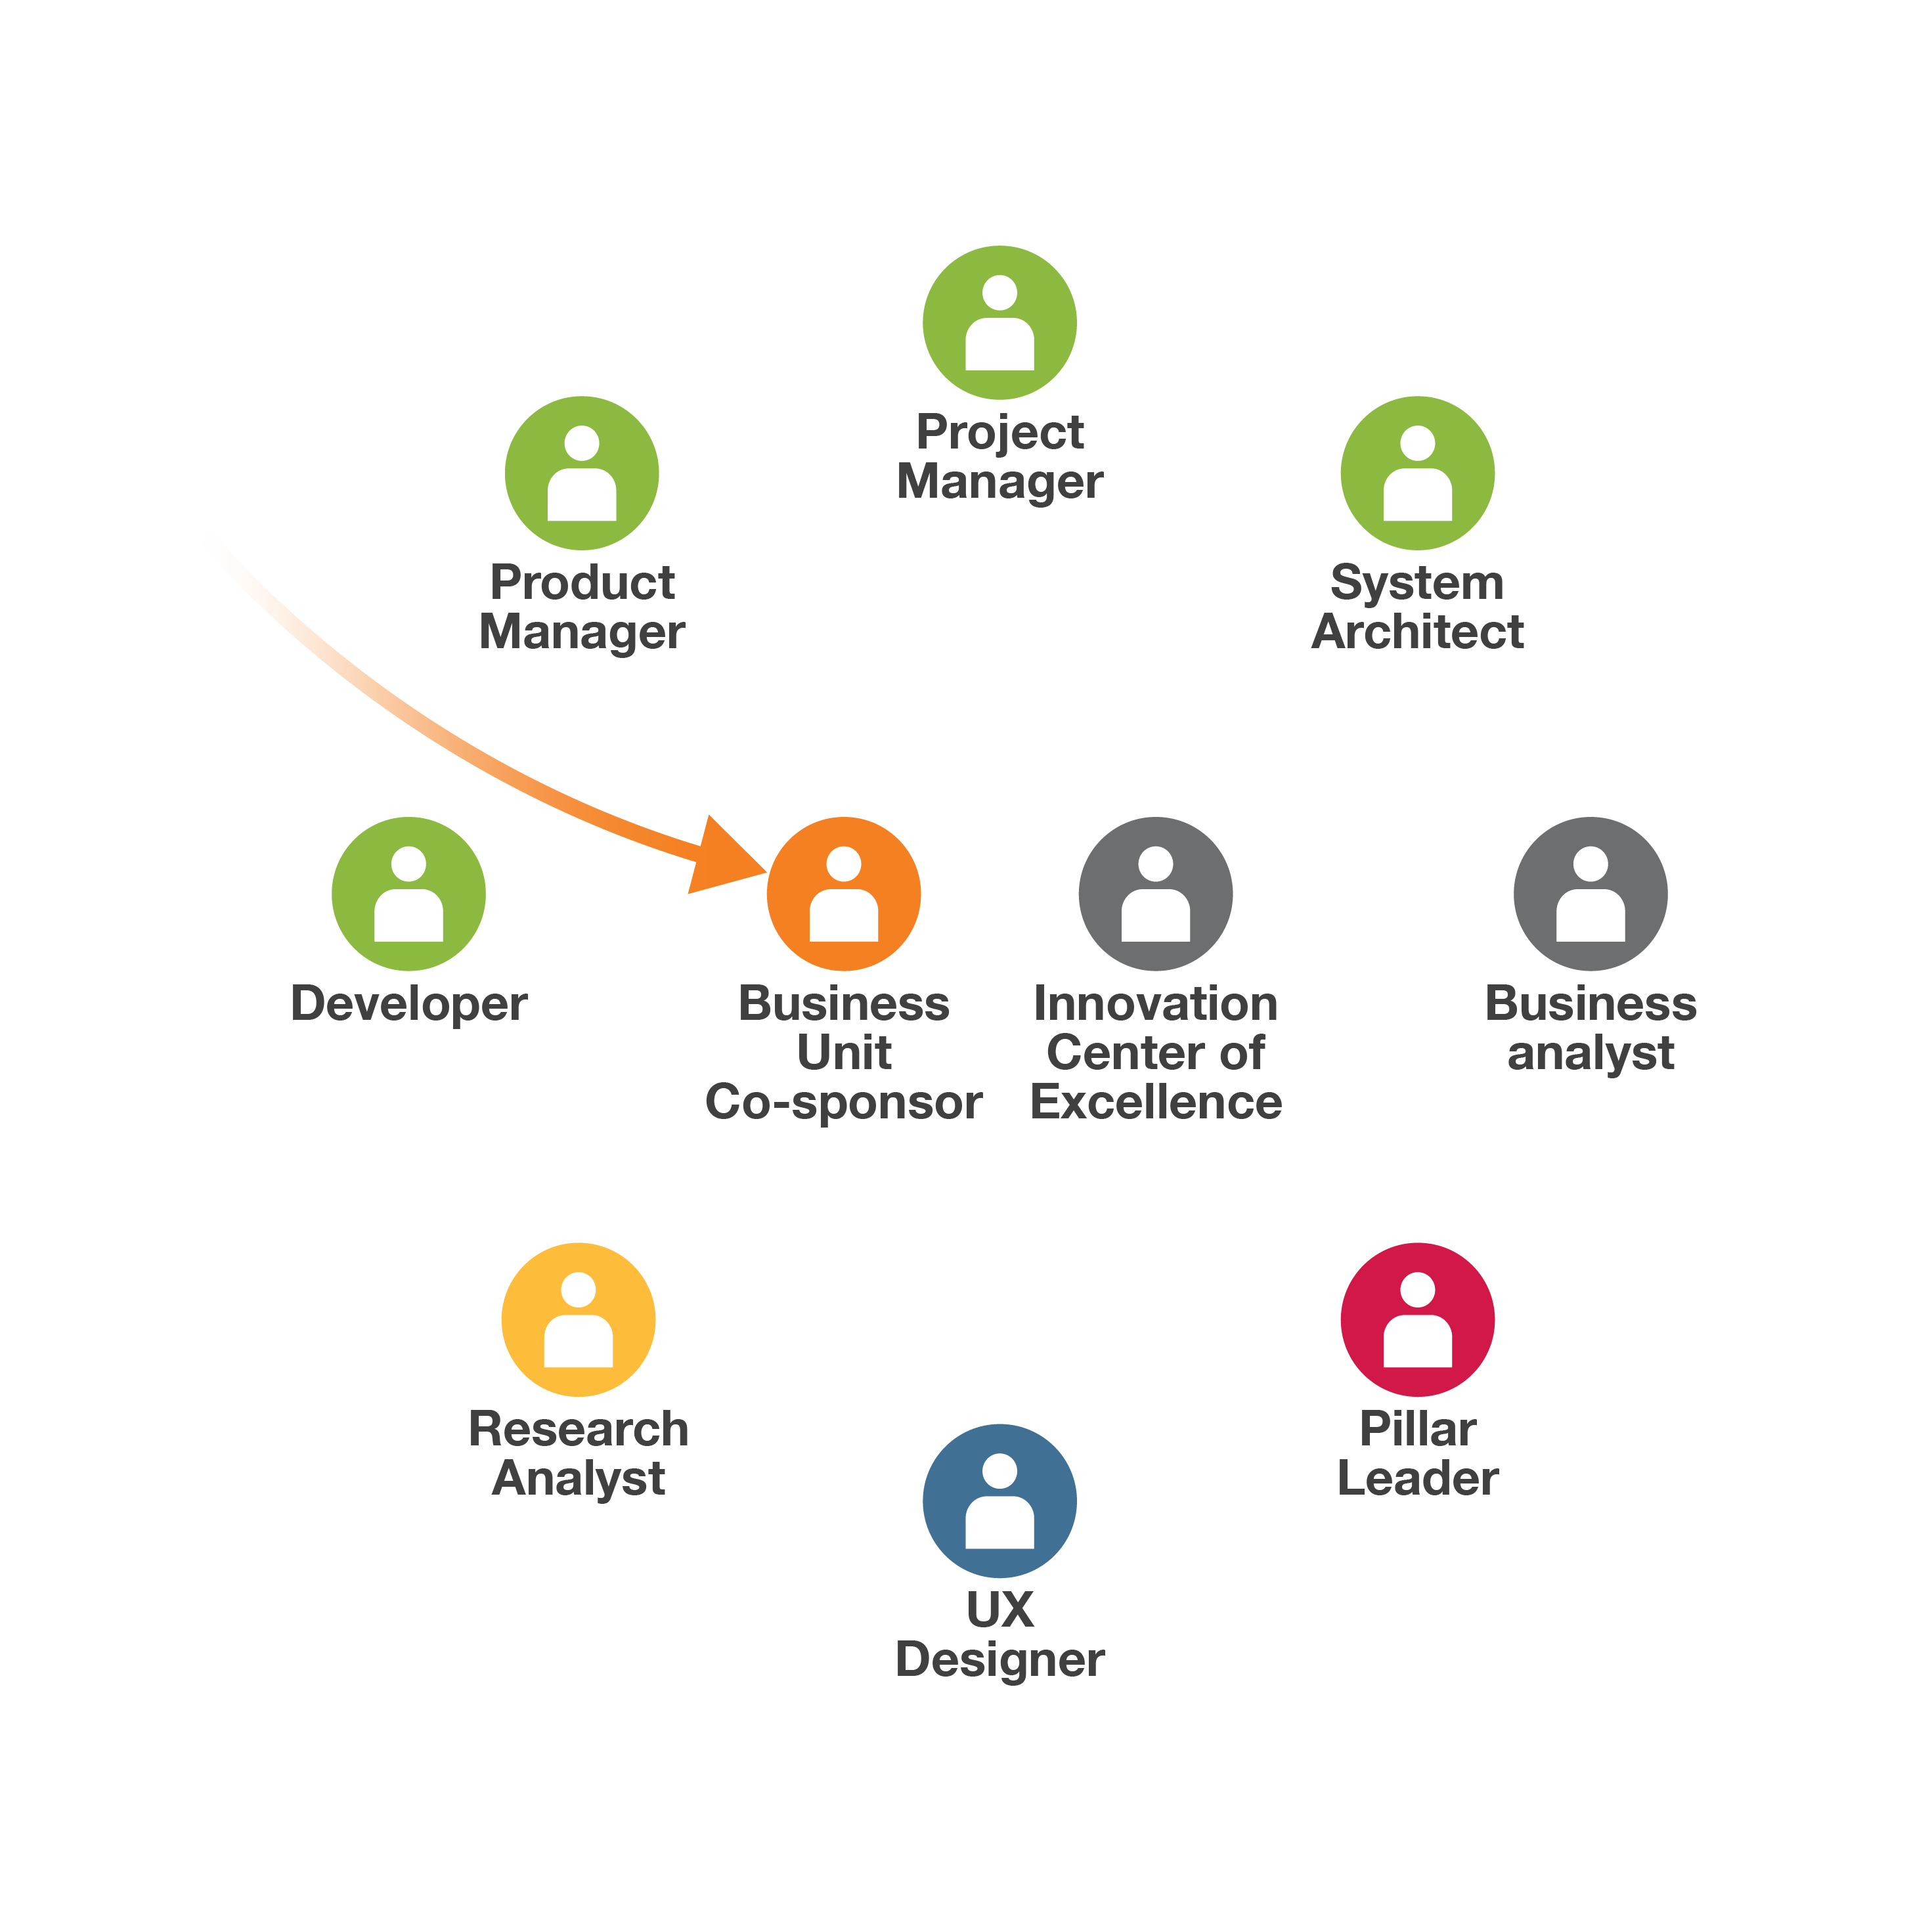 Project
Manager
Product
Manager
System
Architect
Developer
Business
Unit
Co-sponsor
Innovation
Center of
Excellence
Business
analyst
Research
Analyst
Pillar
Leader
UX
Designer